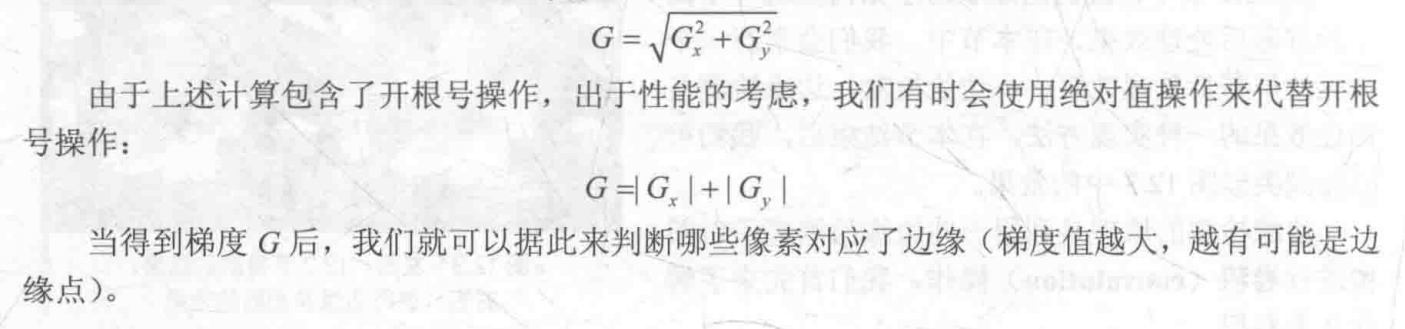 G = √(G_x^2 + G_y^2)
由于上述计算包含了开根号操作，出于性能的考虑，我们有时会使用绝对值操作来代替开根
号操作：
G =| G_x | + | G_y |
当得到梯度 G 后，我们就可以据此来判断哪些像素对应了边缘（梯度值越大，越有可能是边
缘点）。